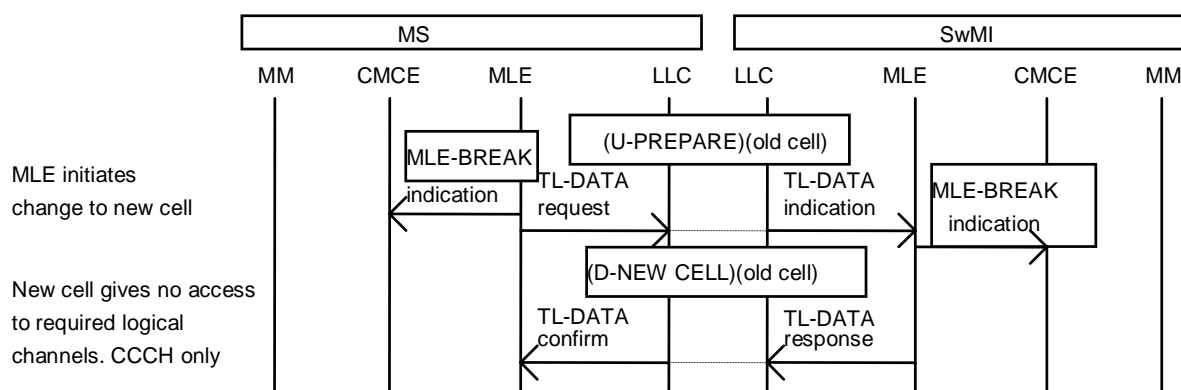 MS
SwMI
MM
CMCE
MLE
LLC
LLC
MLE
CMCE
MM
(U-PREPARE)(old cell)
MLE initiates
change to new cell
MLE-BREAK
indication
TL-DATA
request
TL-DATA
indication
MLE-BREAK
indication
(D-NEW CELL)(old cell)
New cell gives no access
to required logical
channels. CCCH only
TL-DATA
confirm
TL-DATA
response